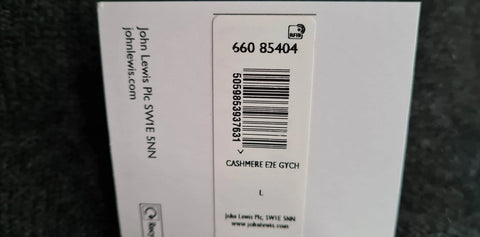 John Lewis Plc SW1E 5NN
johnlewis.com
RFID
660 85404
5059853937631 >
CASHMERE E2E GYCH
L
John Lewis Plc, SW1E 5NN
www.johnlewis.com